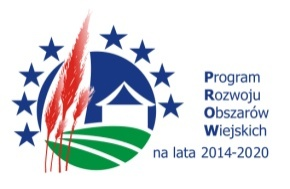 Program
Rozwoju
Obszarów
Wiejskich
na lata 2014-2020